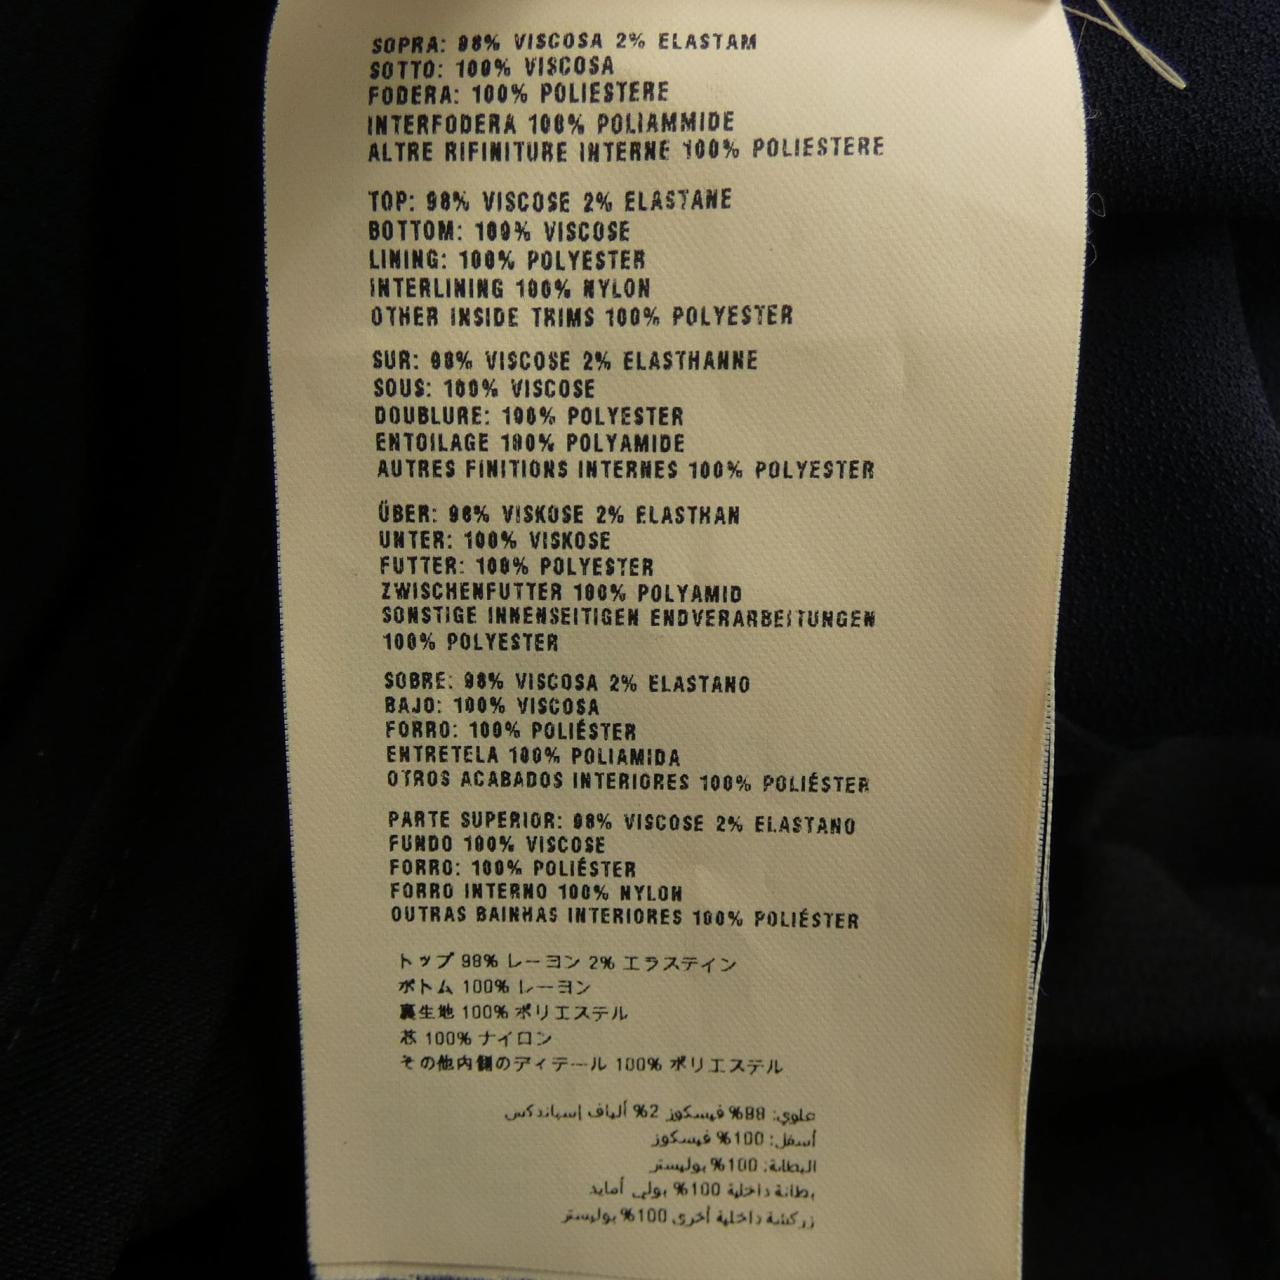 SOPRA: 98% VISCOSA 2% ELASTAM
SOTTO: 100% VISCOSA
FODERA: 100% POLIESTERE
INTERFODERA 100% POLIAMMIDE
ALTRE RIFINITURE INTERNE 100% POLIESTERE
TOP: 98% VISCOSE 2% ELASTANE
BOTTOM: 100% VISCOSE
LINING: 100% POLYESTER
INTERLINING 100% NYLON
OTHER INSIDE TRIMS 100% POLYESTER
SUR: 98% VISCOSE 2% ELASTHANNE
SOUS: 100% VISCOSE
DOUBLURE: 100% POLYESTER
ENTOILAGE 100% POLYAMIDE
AUTRES FINITIONS INTERNES 100% POLYESTER
ÜBER: 98% VISKOSE 2% ELASTHAN
UNTER: 100% VISKOSE
FUTTER: 100% POLYESTER
ZWISCHENFUTTER 100% POLYAMID
SONSTIGE INNENSEITIGEN ENDVERARBEITUNGEN
100% POLYESTER
SOBRE: 98% VISCOSA 2% ELASTANO
BAJO: 100% VISCOSA
FORRO: 100% POLIÉSTER
ENTRETELA 100% POLIAMIDA
OTROS ACABADOS INTERIORES 100% POLIÉSTER
PARTE SUPERIOR: 98% VISCOSE 2% ELASTANO
FUNDO 100% VISCOSE
FORRO: 100% POLIÉSTER
FORRO INTERNO 100% NYLON
OUTRAS BAINHAS INTERIORES 100% POLIÉSTER
トップ 98% レーヨン 2% エラステイン
ボトム 100% レーヨン
裏生地 100% ポリエステル
芯 100% ナイロン
その他内側のディテール 100% ポリエステル
علوي: 98% فيسكوز 2% ألياف إسباندكس
أسفل: 100% فيسكوز
البطانة: 100% بوليستر
بطانة داخلية 100% بولي أمايد
زركشة داخلية أخرى 100% بوليستر